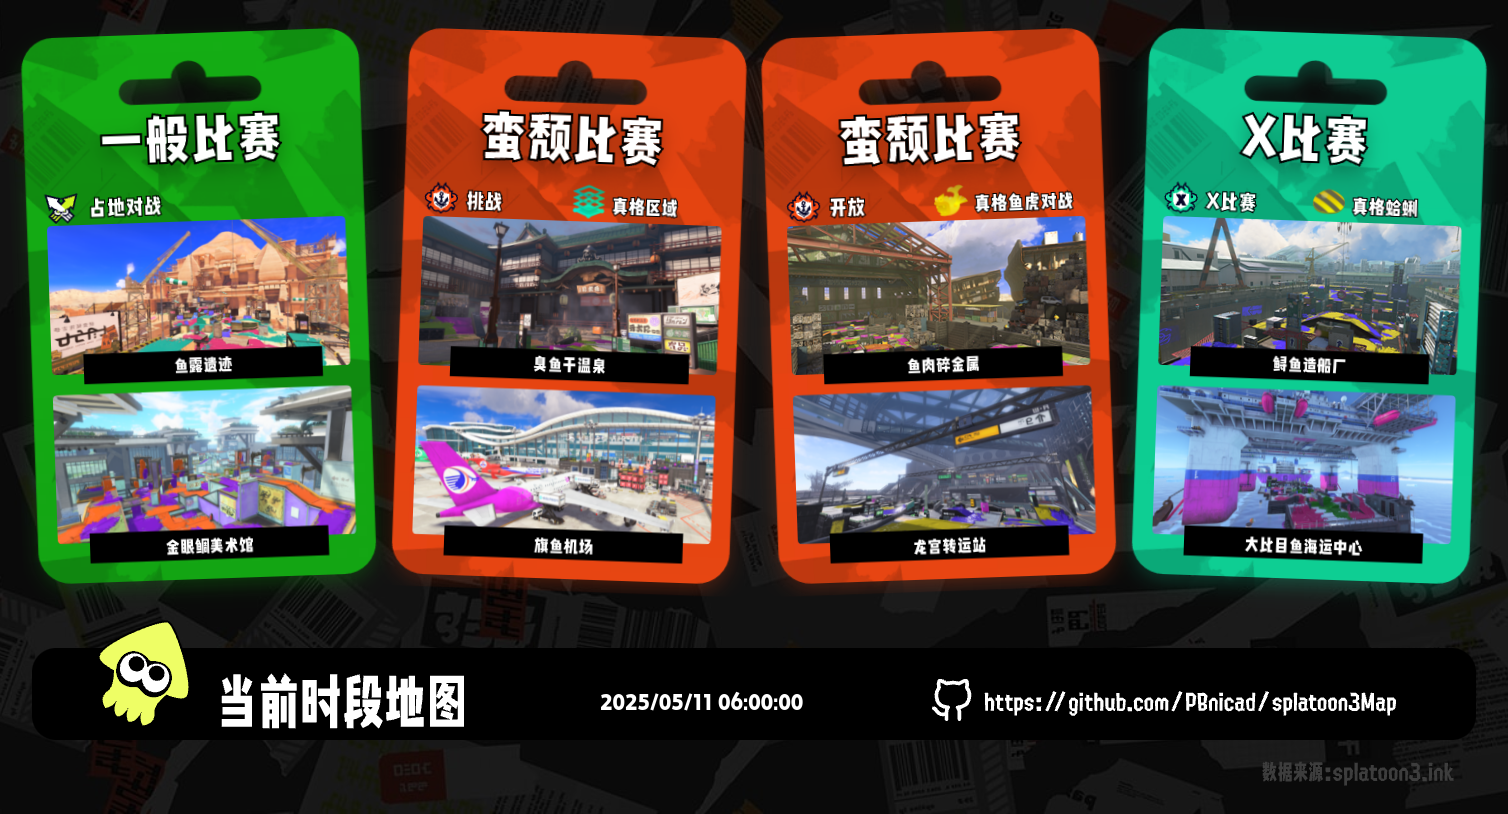 一般比赛
占地对战
鱼露遗迹
金眼鲷美术馆
蛮颓比赛
挑战
真格区域
臭鱼干温泉
旗鱼机场
蛮颓比赛
开放
真格鱼虎对战
鱼肉碎金属
龙宫转运站
X比赛
X比赛
真格蛤蜊
鲟鱼造船厂
大比目鱼海运中心
当前时段地图
2025/05/11 06:00:00
https://github.com/PBnicad/splatoon3Map
数据来源:splatoon3.ink